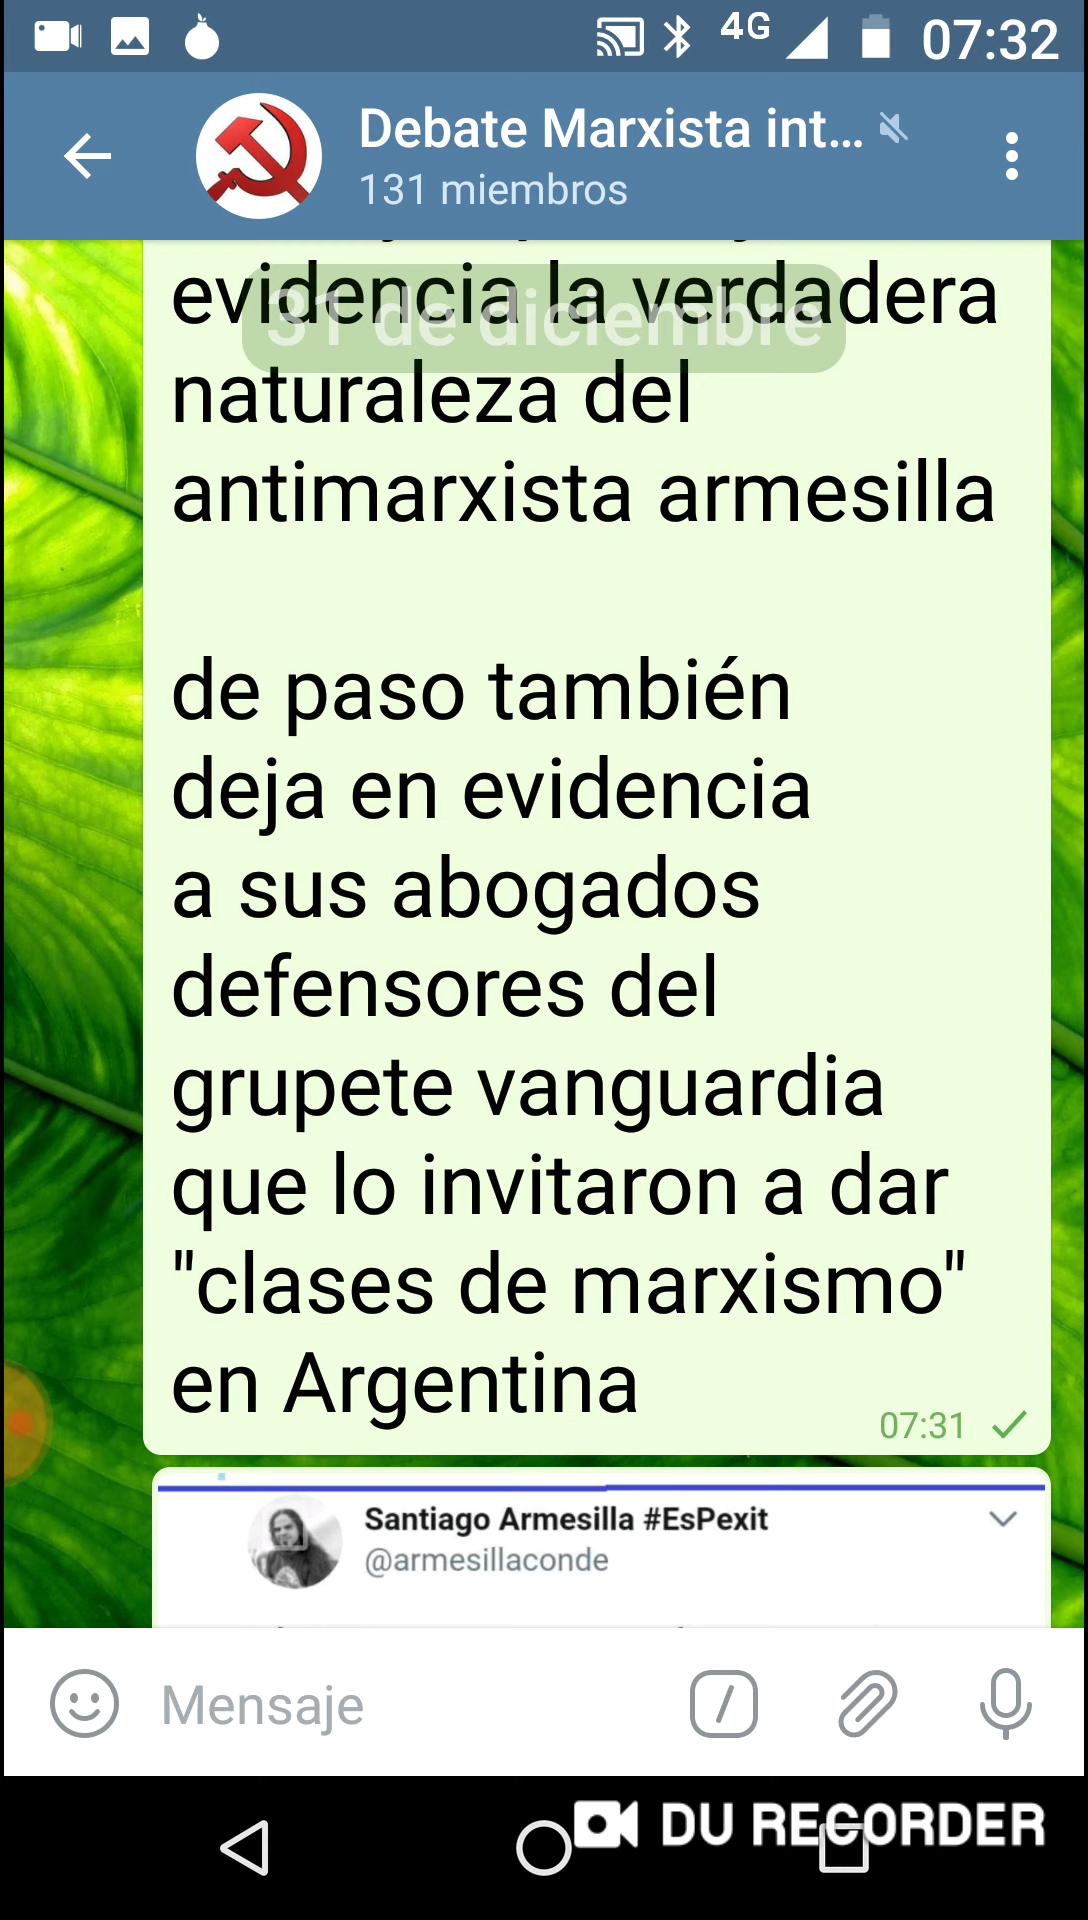 4G 07:32
Debate Marxista int...
131 miembros
31 de diciembre
evidencia la verdadera
naturaleza del
antimarxista armesilla
de paso también
deja en evidencia
a sus abogados
defensores del
grupete vanguardia
que lo invitaron a dar
"clases de marxismo"
en Argentina
07:31
Santiago Armesilla #EsPexit
@armesillaconde
Mensaje
DU RECORDER